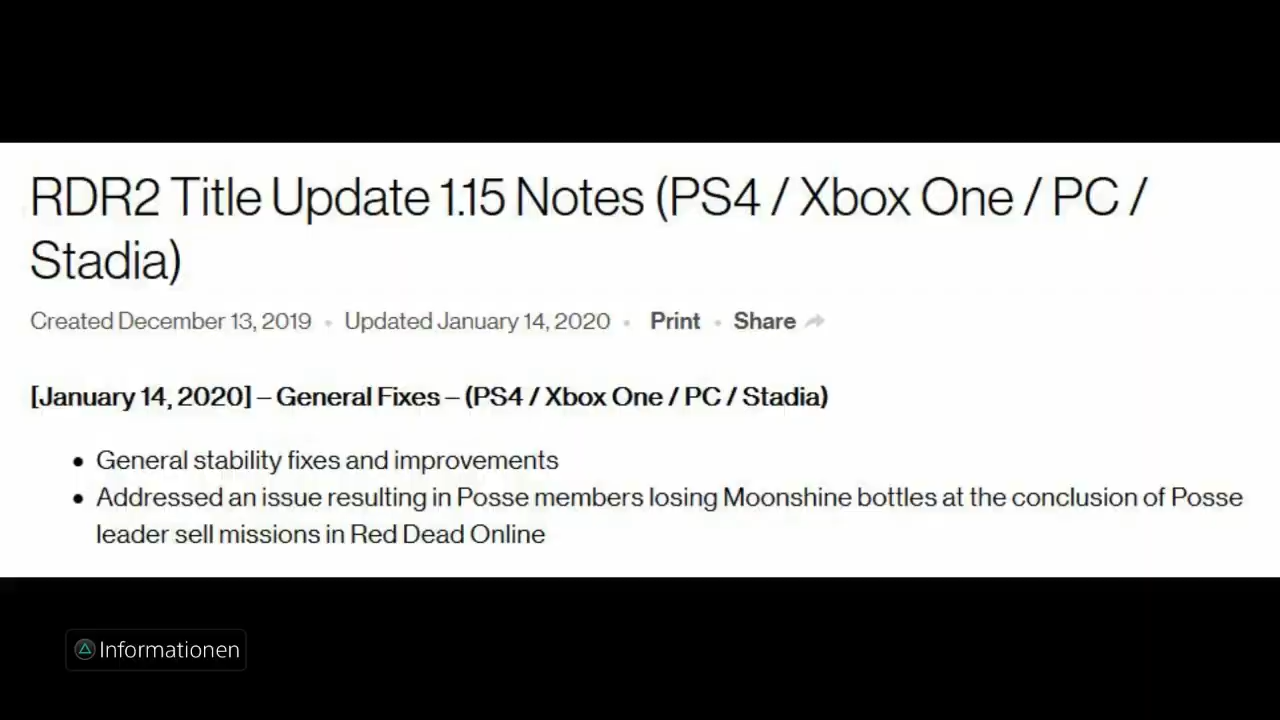 RDR2 Title Update 1.15 Notes (PS4 / Xbox One / PC /
Stadia)
Created December 13, 2019 • Updated January 14, 2020 • Print • Share
[January 14, 2020] – General Fixes – (PS4 / Xbox One / PC / Stadia)
• General stability fixes and improvements
• Addressed an issue resulting in Posse members losing Moonshine bottles at the conclusion of Posse
leader sell missions in Red Dead Online
Informationen